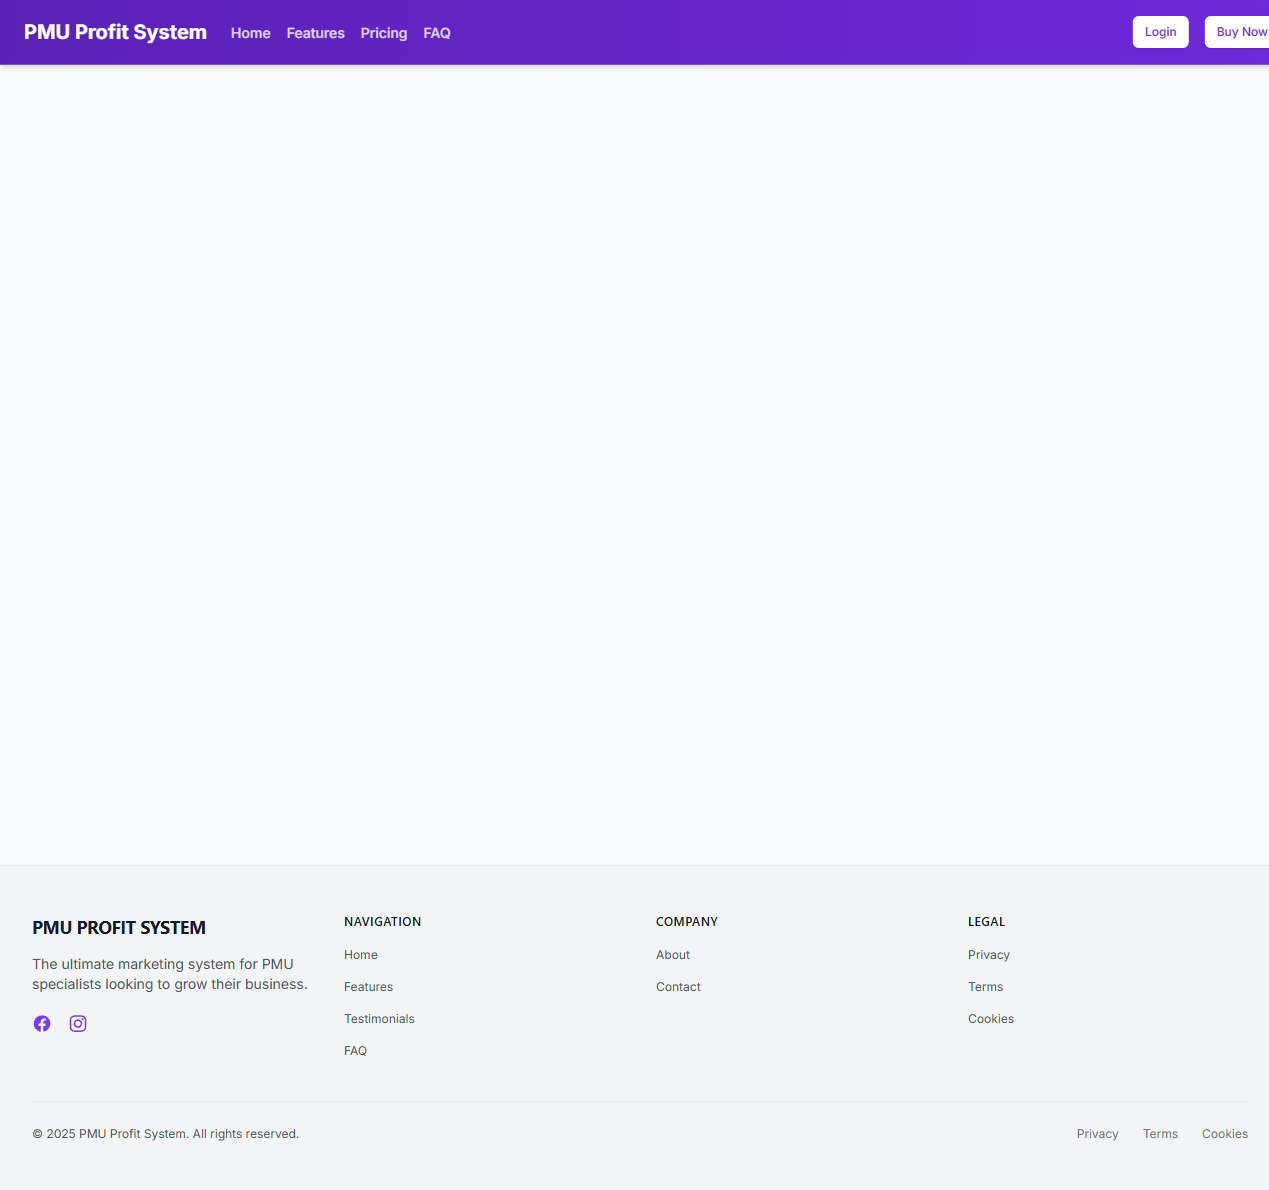 PMU Profit System
Home
Features
Pricing
FAQ
Login
Buy Now
PMU PROFIT SYSTEM
The ultimate marketing system for PMU
specialists looking to grow their business.
NAVIGATION
Home
Features
Testimonials
FAQ
COMPANY
About
Contact
LEGAL
Privacy
Terms
Cookies
© 2025 PMU Profit System. All rights reserved.
Privacy
Terms
Cookies